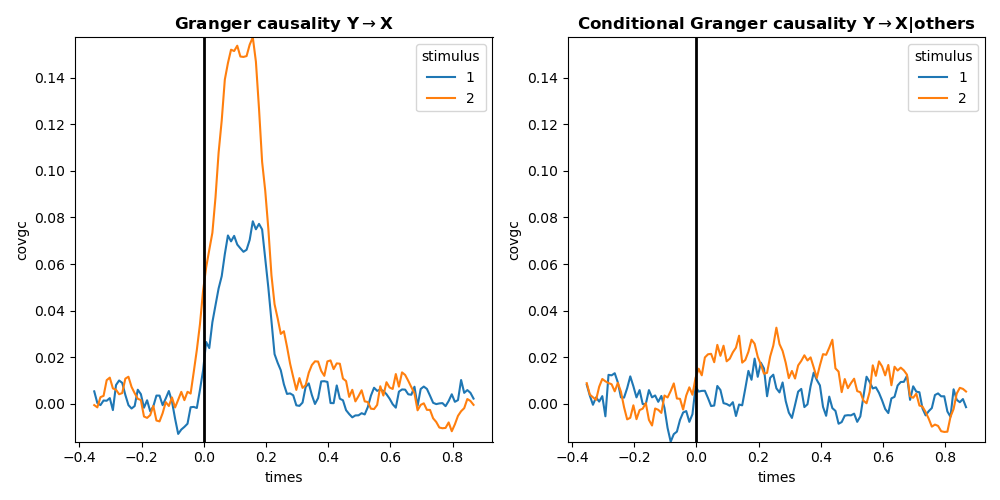 Granger causality Y→X
stimulus
1
2
0.14
0.12
0.10
0.08
0.06
0.04
0.02
0.00
covgc
−0.4 −0.2 0.0 0.2 0.4 0.6 0.8
times
Conditional Granger causality Y→X|others
stimulus
1
2
0.14
0.12
0.10
0.08
0.06
0.04
0.02
0.00
covgc
−0.4 −0.2 0.0 0.2 0.4 0.6 0.8
times